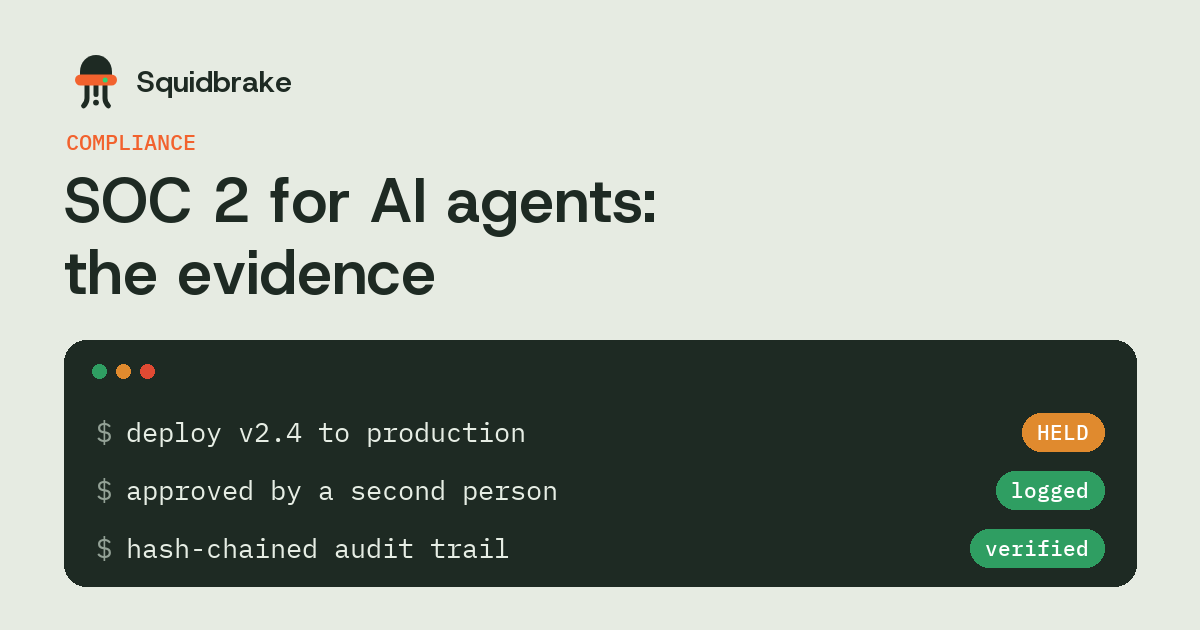 Squidbrake
COMPLIANCE
SOC 2 for AI agents:
the evidence
$ deploy v2.4 to production HELD
$ approved by a second person logged
$ hash-chained audit trail verified